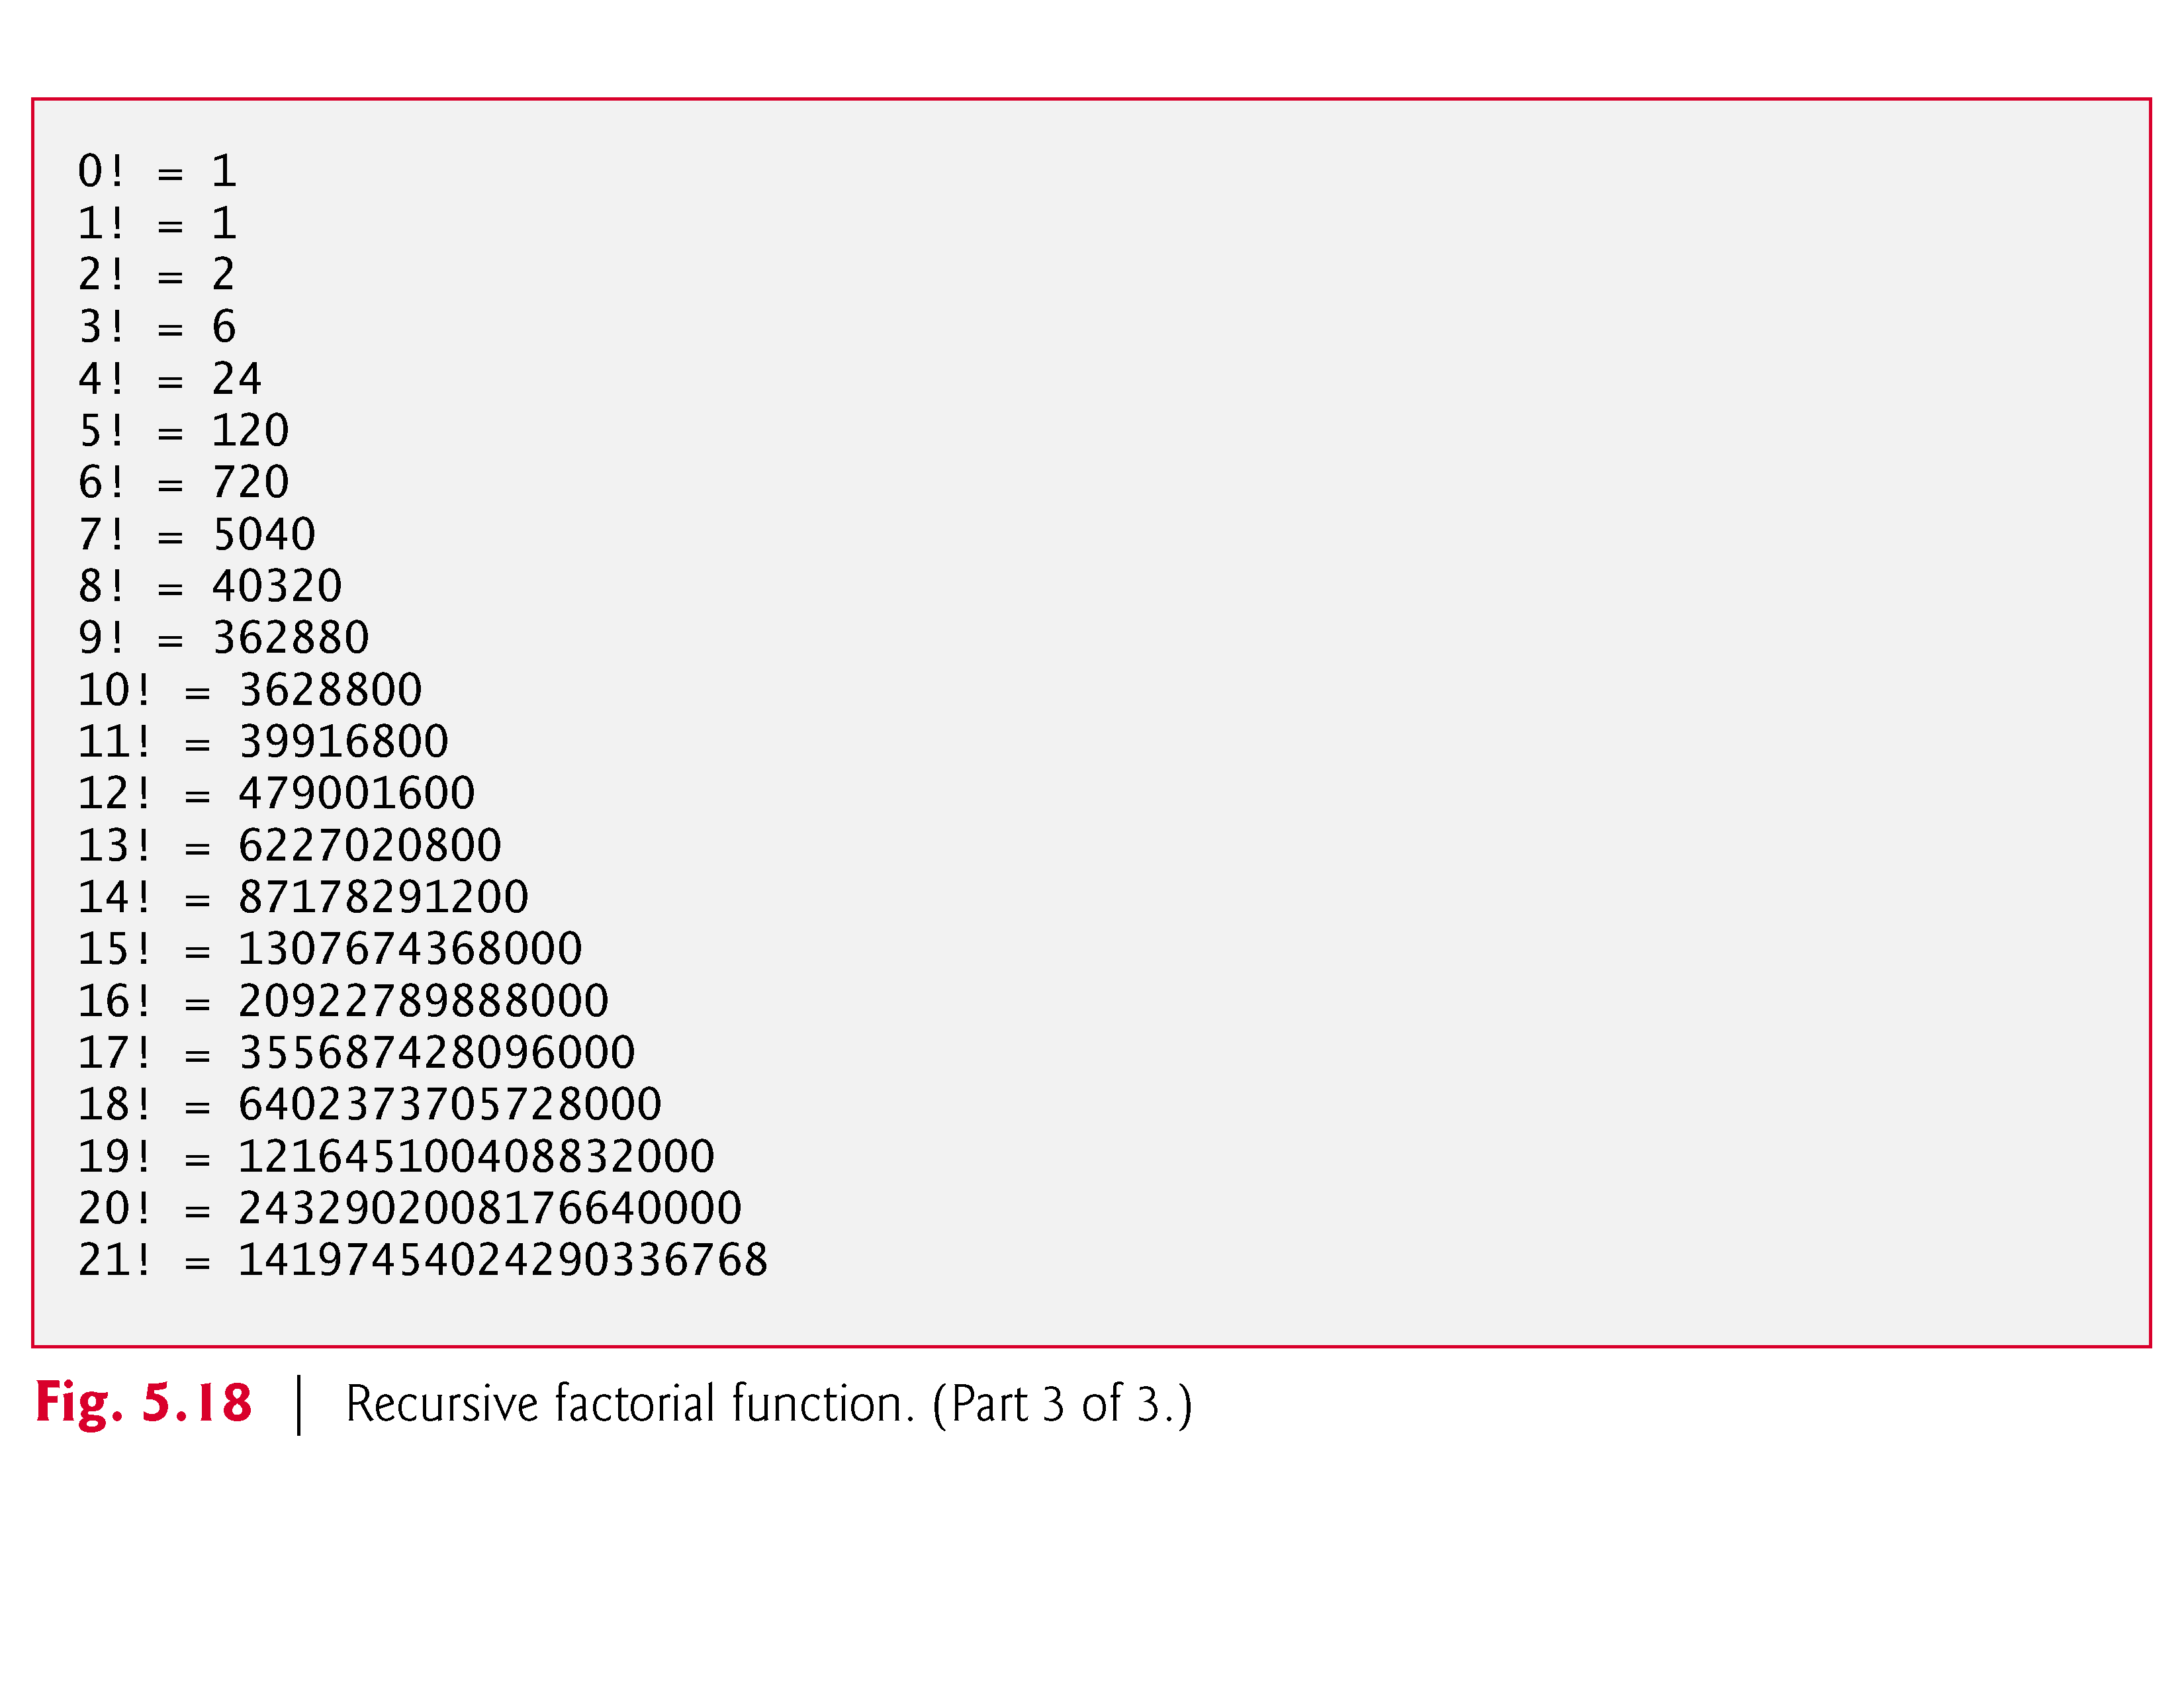 0! = 1
1! = 1
2! = 2
3! = 6
4! = 24
5! = 120
6! = 720
7! = 5040
8! = 40320
9! = 362880
10! = 3628800
11! = 39916800
12! = 479001600
13! = 6227020800
14! = 87178291200
15! = 1307674368000
16! = 20922789888000
17! = 355687428096000
18! = 6402373705728000
19! = 121645100408832000
20! = 2432902008176640000
21! = 14197454024290336768
Fig. 5.18 | Recursive factorial function. (Part 3 of 3.)